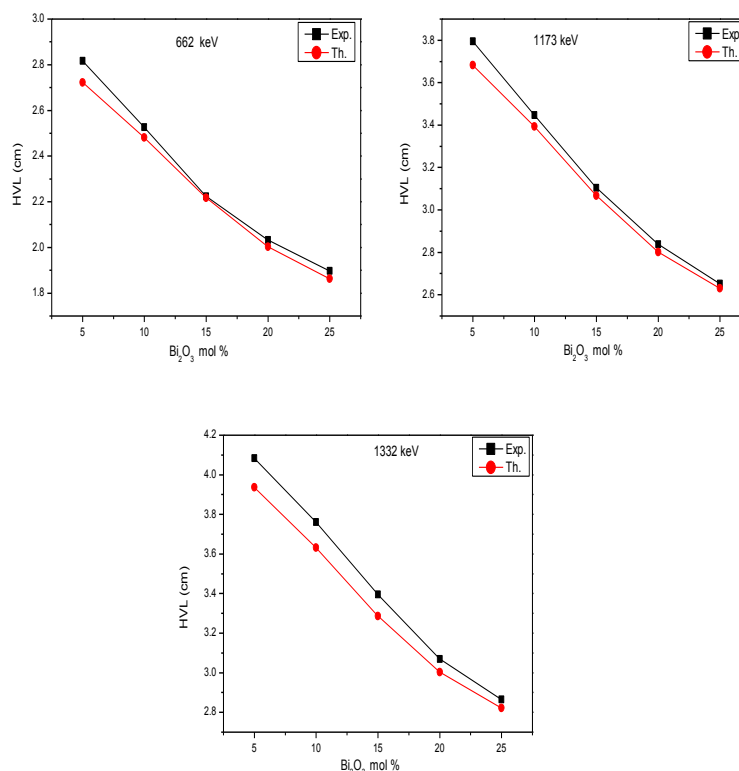 662 keV
Exp.
Th.
HVL (cm)
3.0
2.8
2.6
2.4
2.2
2.0
1.8
5 10 15 20 25
Bi₂O₃ mol %
1173 keV
Exp.
Th.
HVL (cm)
3.8
3.6
3.4
3.2
3.0
2.8
2.6
5 10 15 20 25
Bi₂O₃ mol %
1332 keV
Exp.
Th.
HVL (cm)
4.2
4.0
3.8
3.6
3.4
3.2
3.0
2.8
5 10 15 20 25
Bi₂O₃ mol %